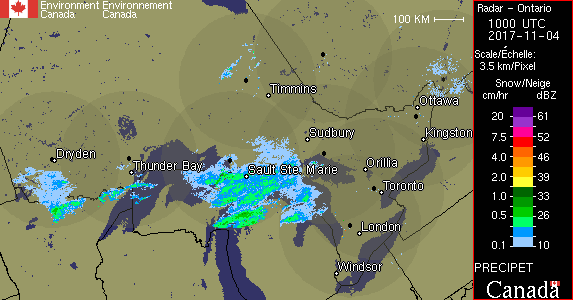 Environment Environnement
Canada Canada
100 KM
Timmins
Ottawa
Sudbury
Kingston
Dryden
Thunder Bay
Orillia
Sault Ste. Marie
Toronto
London
Windsor
Radar - Ontario
1000 UTC
2017-11-04
Scale/Échelle:
3.5 km/Pixel
Snow/Neige
cm/hr dBZ
20 61
10 57
7.5 52
4.0 46
2.0 39
1.0 33
0.5 26
0.1 10
PRECIPET
Canada